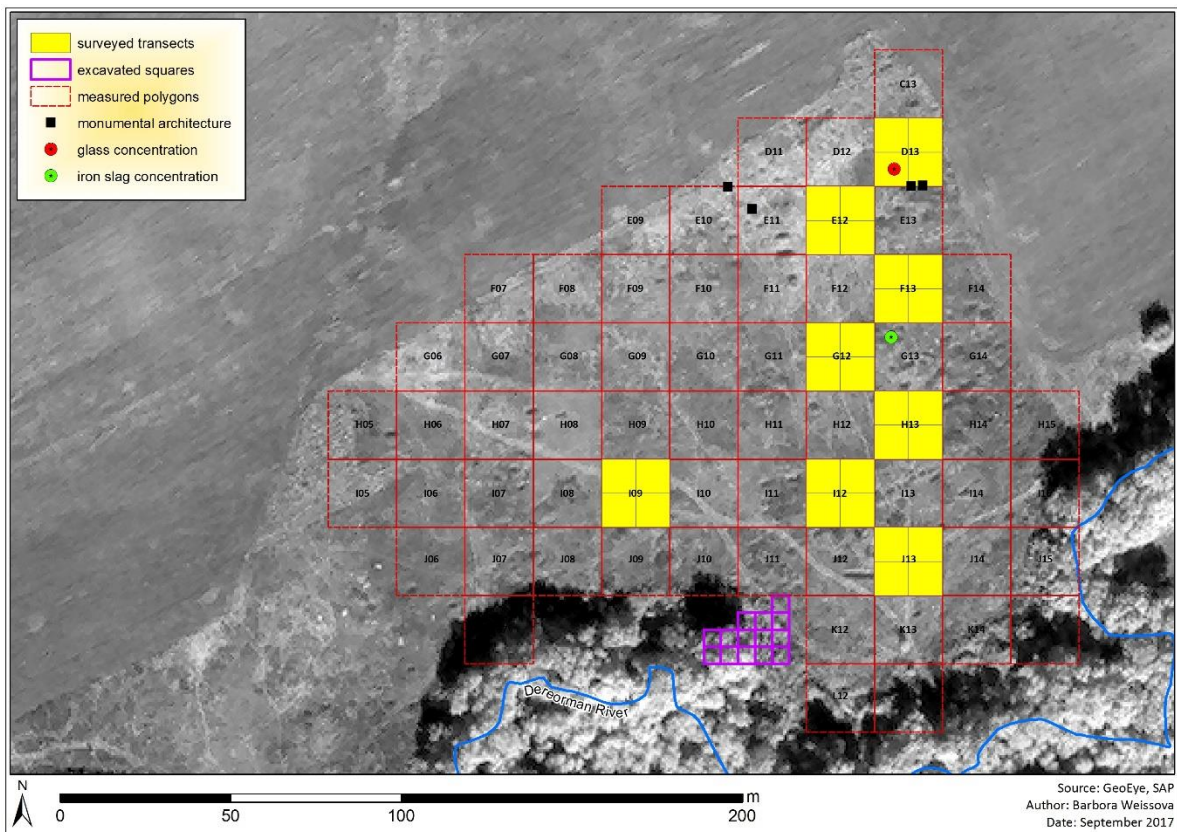 surveyed transects
excavated squares
measured polygons
monumental architecture
glass concentration
iron slag concentration
C13
D11 D12 D13
E09 E10 E11 E12 E13
F07 F08 F09 F10 F11 F12 F13 F14
G06 G07 G08 G09 G10 G11 G12 G13 G14
H05 H06 H07 H08 H09 H10 H11 H12 H13 H14 H15
I05 I06 I07 I08 I09 I10 I11 I12 I13 I14
J06 J07 J08 J09 J10 J11 J12 J13 J14 J15
K12 K13 K14
L12
Dereorman River
N
0 50 100 200 m
Source: GeoEye, SAP
Author: Barbora Weissova
Date: September 2017